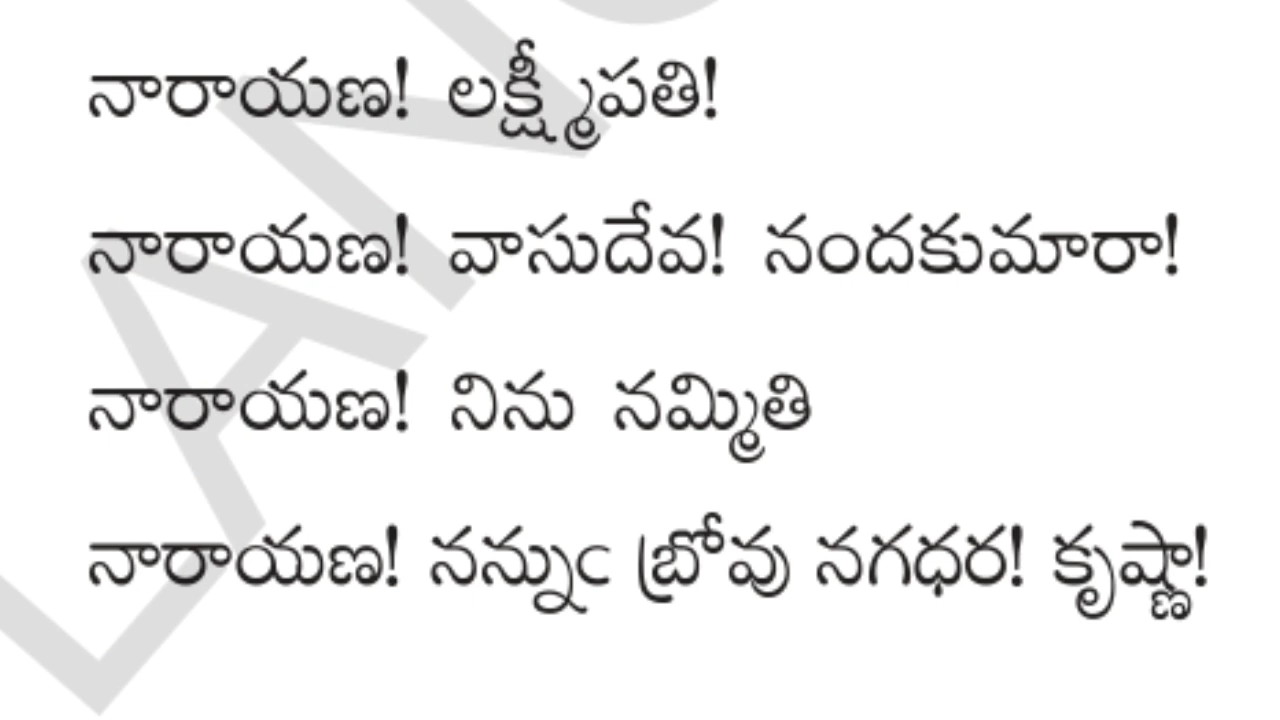 నారాయణ! లక్ష్మీపతి!
నారాయణ! వాసుదేవ! నందకుమారా!
నారాయణ! నిను నమ్మితి
నారాయణ! నన్నుఁ బ్రోవు నగధర! కృష్ణా!